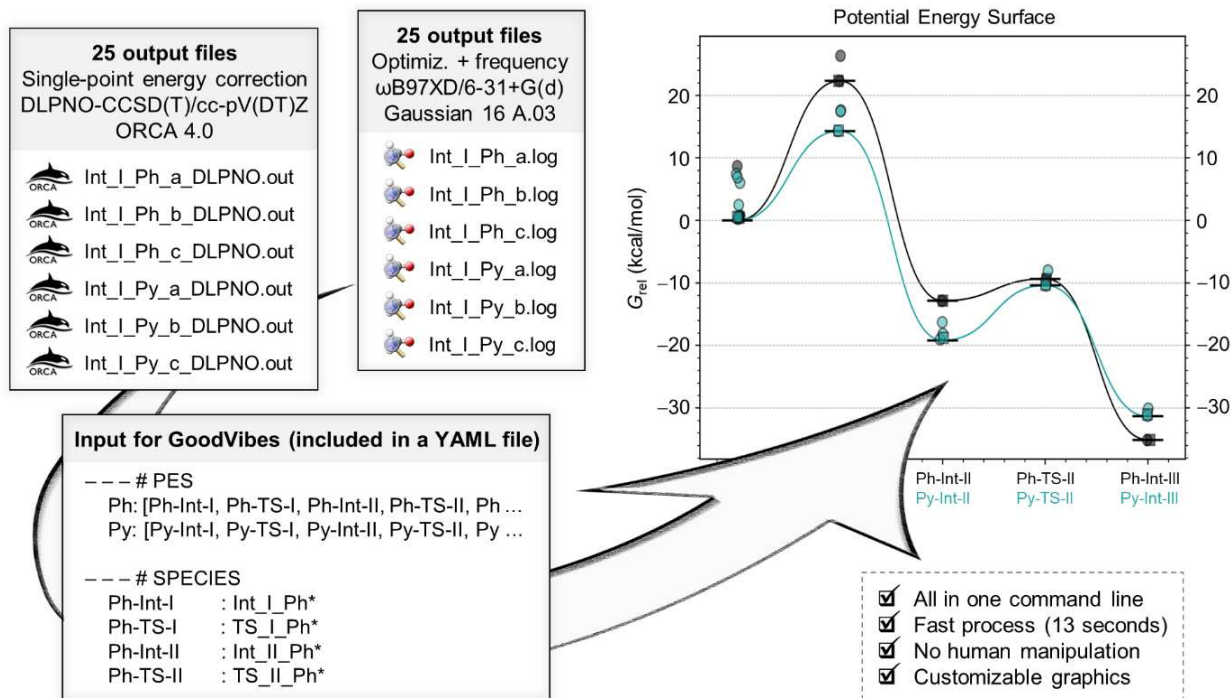 25 output files
Single-point energy correction
DLPNO-CCSD(T)/cc-pV(DT)Z
ORCA 4.0
ORCA Int_I_Ph_a_DLPNO.out
ORCA Int_I_Ph_b_DLPNO.out
ORCA Int_I_Ph_c_DLPNO.out
ORCA Int_I_Py_a_DLPNO.out
ORCA Int_I_Py_b_DLPNO.out
ORCA Int_I_Py_c_DLPNO.out
25 output files
Optimiz. + frequency
ωB97XD/6-31+G(d)
Gaussian 16 A.03
Int_I_Ph_a.log
Int_I_Ph_b.log
Int_I_Ph_c.log
Int_I_Py_a.log
Int_I_Py_b.log
Int_I_Py_c.log
Input for GoodVibes (included in a YAML file)
– – – # PES
Ph: [Ph-Int-I, Ph-TS-I, Ph-Int-II, Ph-TS-II, Ph ...
Py: [Py-Int-I, Py-TS-I, Py-Int-II, Py-TS-II, Py ...
– – – # SPECIES
Ph-Int-I : Int_I_Ph*
Ph-TS-I : TS_I_Ph*
Ph-Int-II : Int_II_Ph*
Ph-TS-II : TS_II_Ph*
Potential Energy Surface
G_rel (kcal/mol)
20 20
10 10
0 0
−10 −10
−20 −20
−30 −30
Ph-Int-II Ph-TS-II Ph-Int-III
Py-Int-II Py-TS-II Py-Int-III
All in one command line
Fast process (13 seconds)
No human manipulation
Customizable graphics